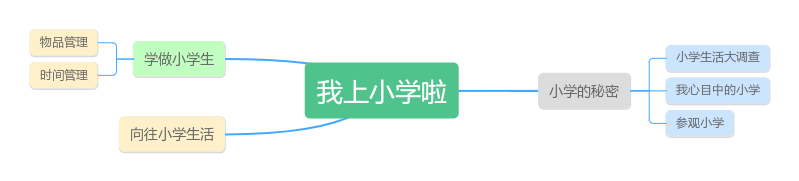 我上小学啦
学做小学生
物品管理
时间管理
向往小学生活
小学的秘密
小学生活大调查
我心目中的小学
参观小学